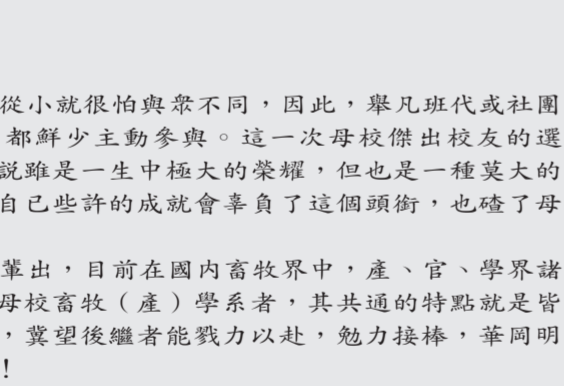 從小就很怕與眾不同，因此，舉凡班代或社團
都鮮少主動參與。這一次母校傑出校友的選
說雖是一生中極大的榮耀，但也是一種莫大的
自己些許的成就會辜負了這個頭銜，也碴了母
輩出，目前在國內畜牧界中，產、官、學界諸
母校畜牧（產）學系者，其共通的特點就是皆
，冀望後繼者能戮力以赴，勉力接棒，華岡明
！